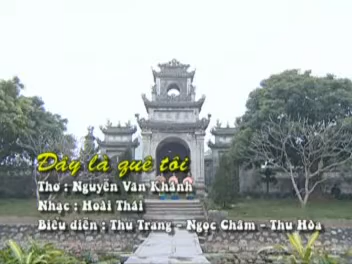 Đây là quê tôi
Thơ : Nguyễn Văn Khánh
Nhạc : Hoài Thái
Biểu diễn : Thu Trang - Ngọc Châm - Thu Hòa